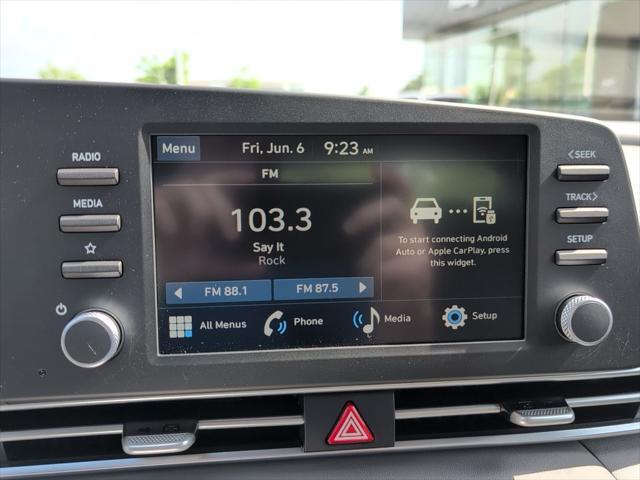 RADIO
MEDIA
Menu
Fri, Jun. 6
9:23 AM
FM
103.3
Say It
Rock
FM 88.1
FM 87.5
To start connecting Android
Auto or Apple CarPlay, press
this widget.
All Menus
Phone
Media
Setup
<SEEK
TRACK>
SETUP